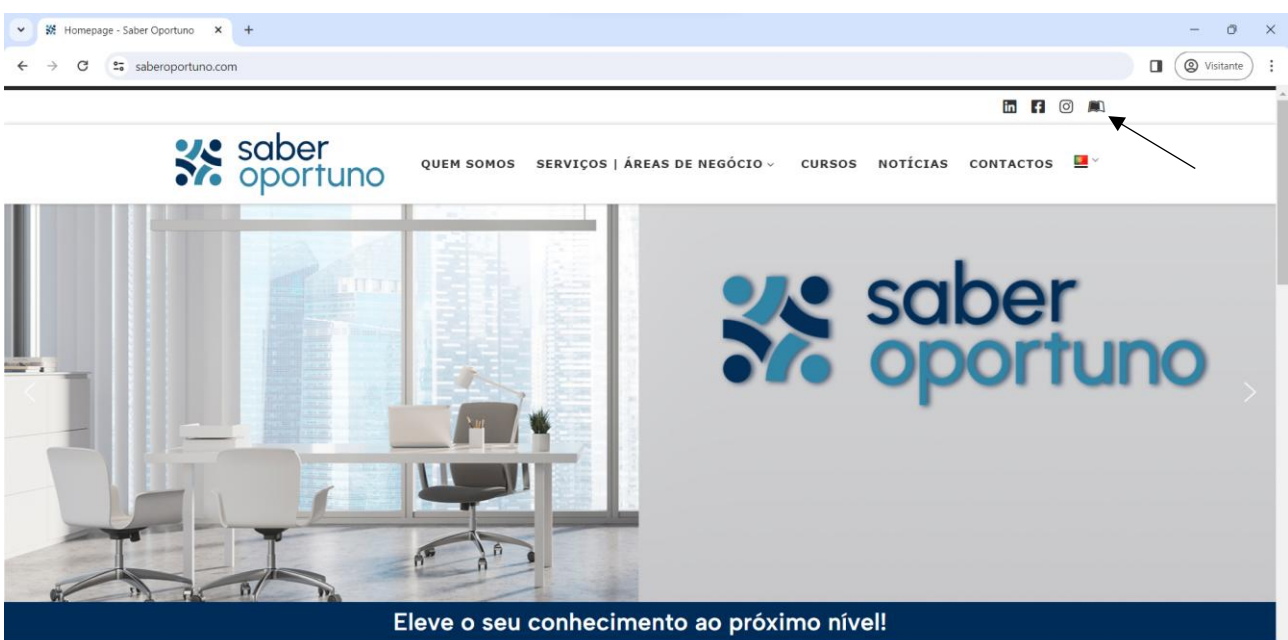 Homepage - Saber Oportuno
saberoportuno.com
Visitante
saber
oportuno
QUEM SOMOS SERVIÇOS | ÁREAS DE NEGÓCIO CURSOS NOTÍCIAS CONTACTOS
saber
oportuno
Eleve o seu conhecimento ao próximo nível!